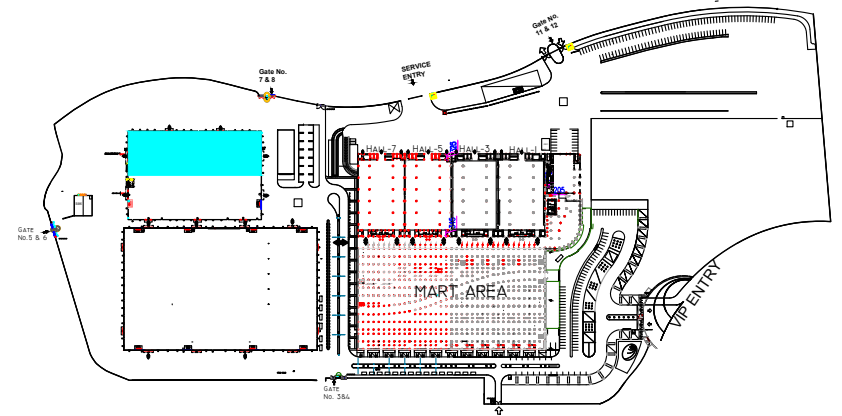 Gate No.
11 & 12
Gate No.
7 & 8
SERVICE
ENTRY
HALL-7
HALL-5
HALL-3
HALL-1
GATE
No.5 & 6
MART AREA
VIP ENTRY
GATE
No. 3&4